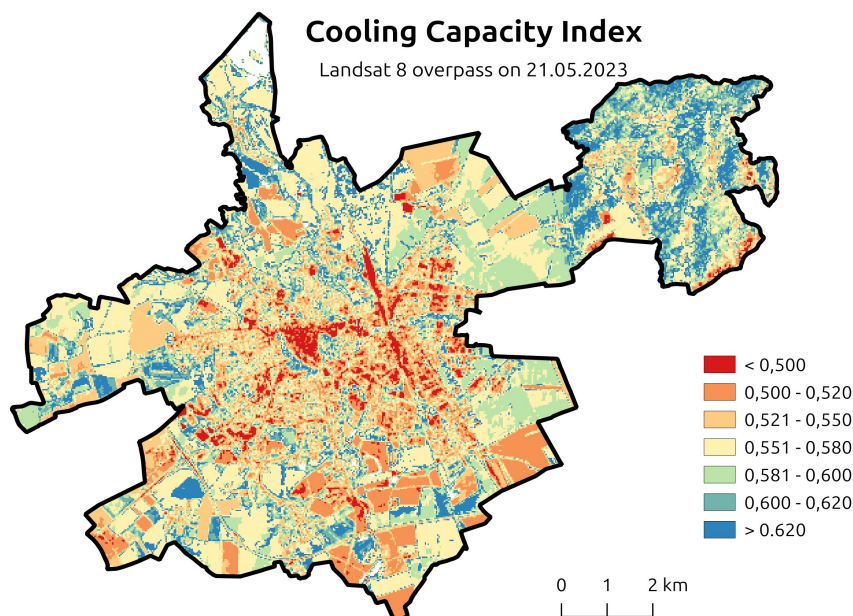 Cooling Capacity Index
Landsat 8 overpass on 21.05.2023
< 0,500
0,500 - 0,520
0,521 - 0,550
0,551 - 0,580
0,581 - 0,600
0,600 - 0,620
> 0.620
0 1 2 km